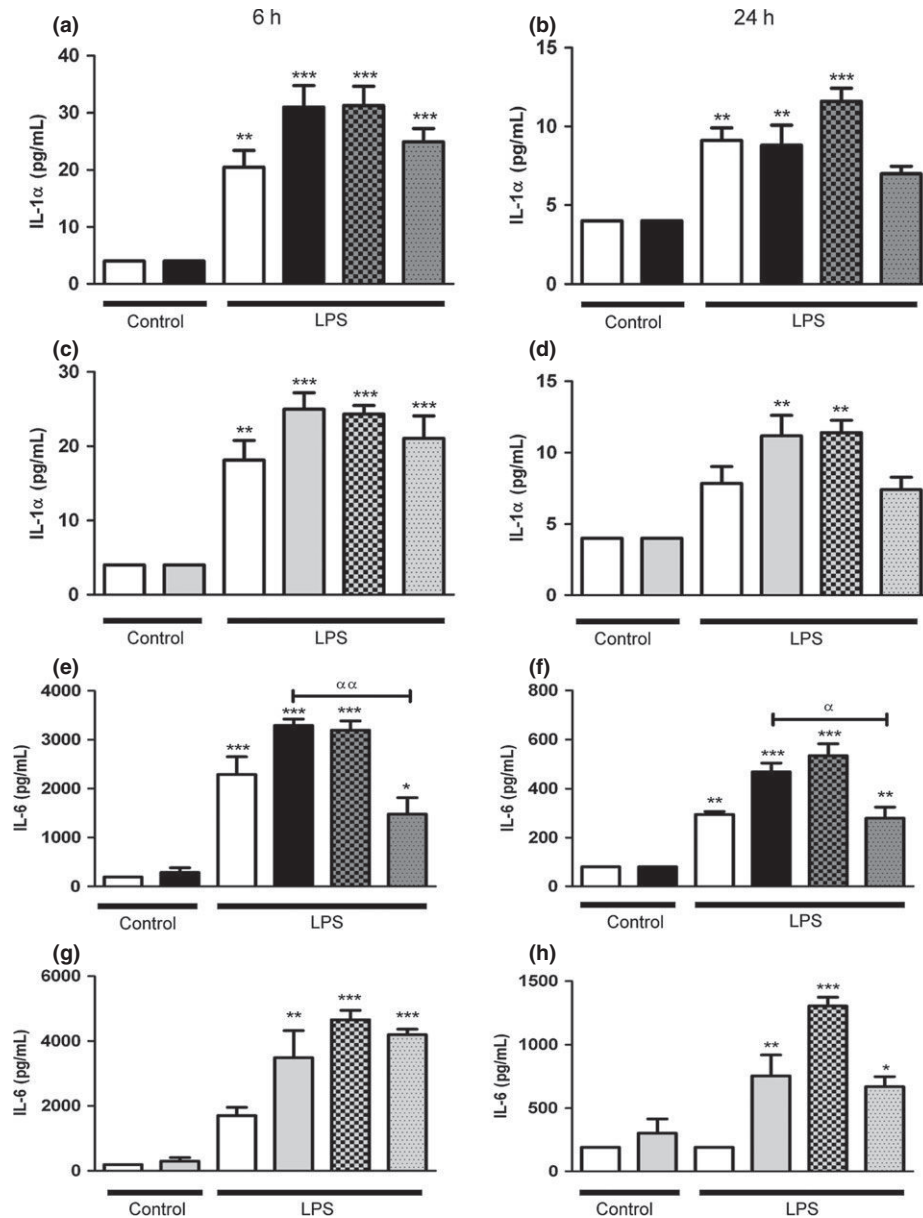 6 h
24 h
(a)
IL-1α (pg/mL)
40
30
20
10
0
**
***
***
***
Control
LPS
(b)
IL-1α (pg/mL)
15
10
5
0
**
**
***
Control
LPS
(c)
IL-1α (pg/mL)
30
20
10
0
**
***
***
***
Control
LPS
(d)
IL-1α (pg/mL)
15
10
5
0
**
**
Control
LPS
(e)
IL-6 (pg/mL)
4000
3000
2000
1000
0
αα
***
***
***
*
Control
LPS
(f)
IL-6 (pg/mL)
800
600
400
200
0
α
**
***
***
**
Control
LPS
(g)
IL-6 (pg/mL)
6000
4000
2000
0
**
***
***
Control
LPS
(h)
IL-6 (pg/mL)
1500
1000
500
0
**
***
*
Control
LPS